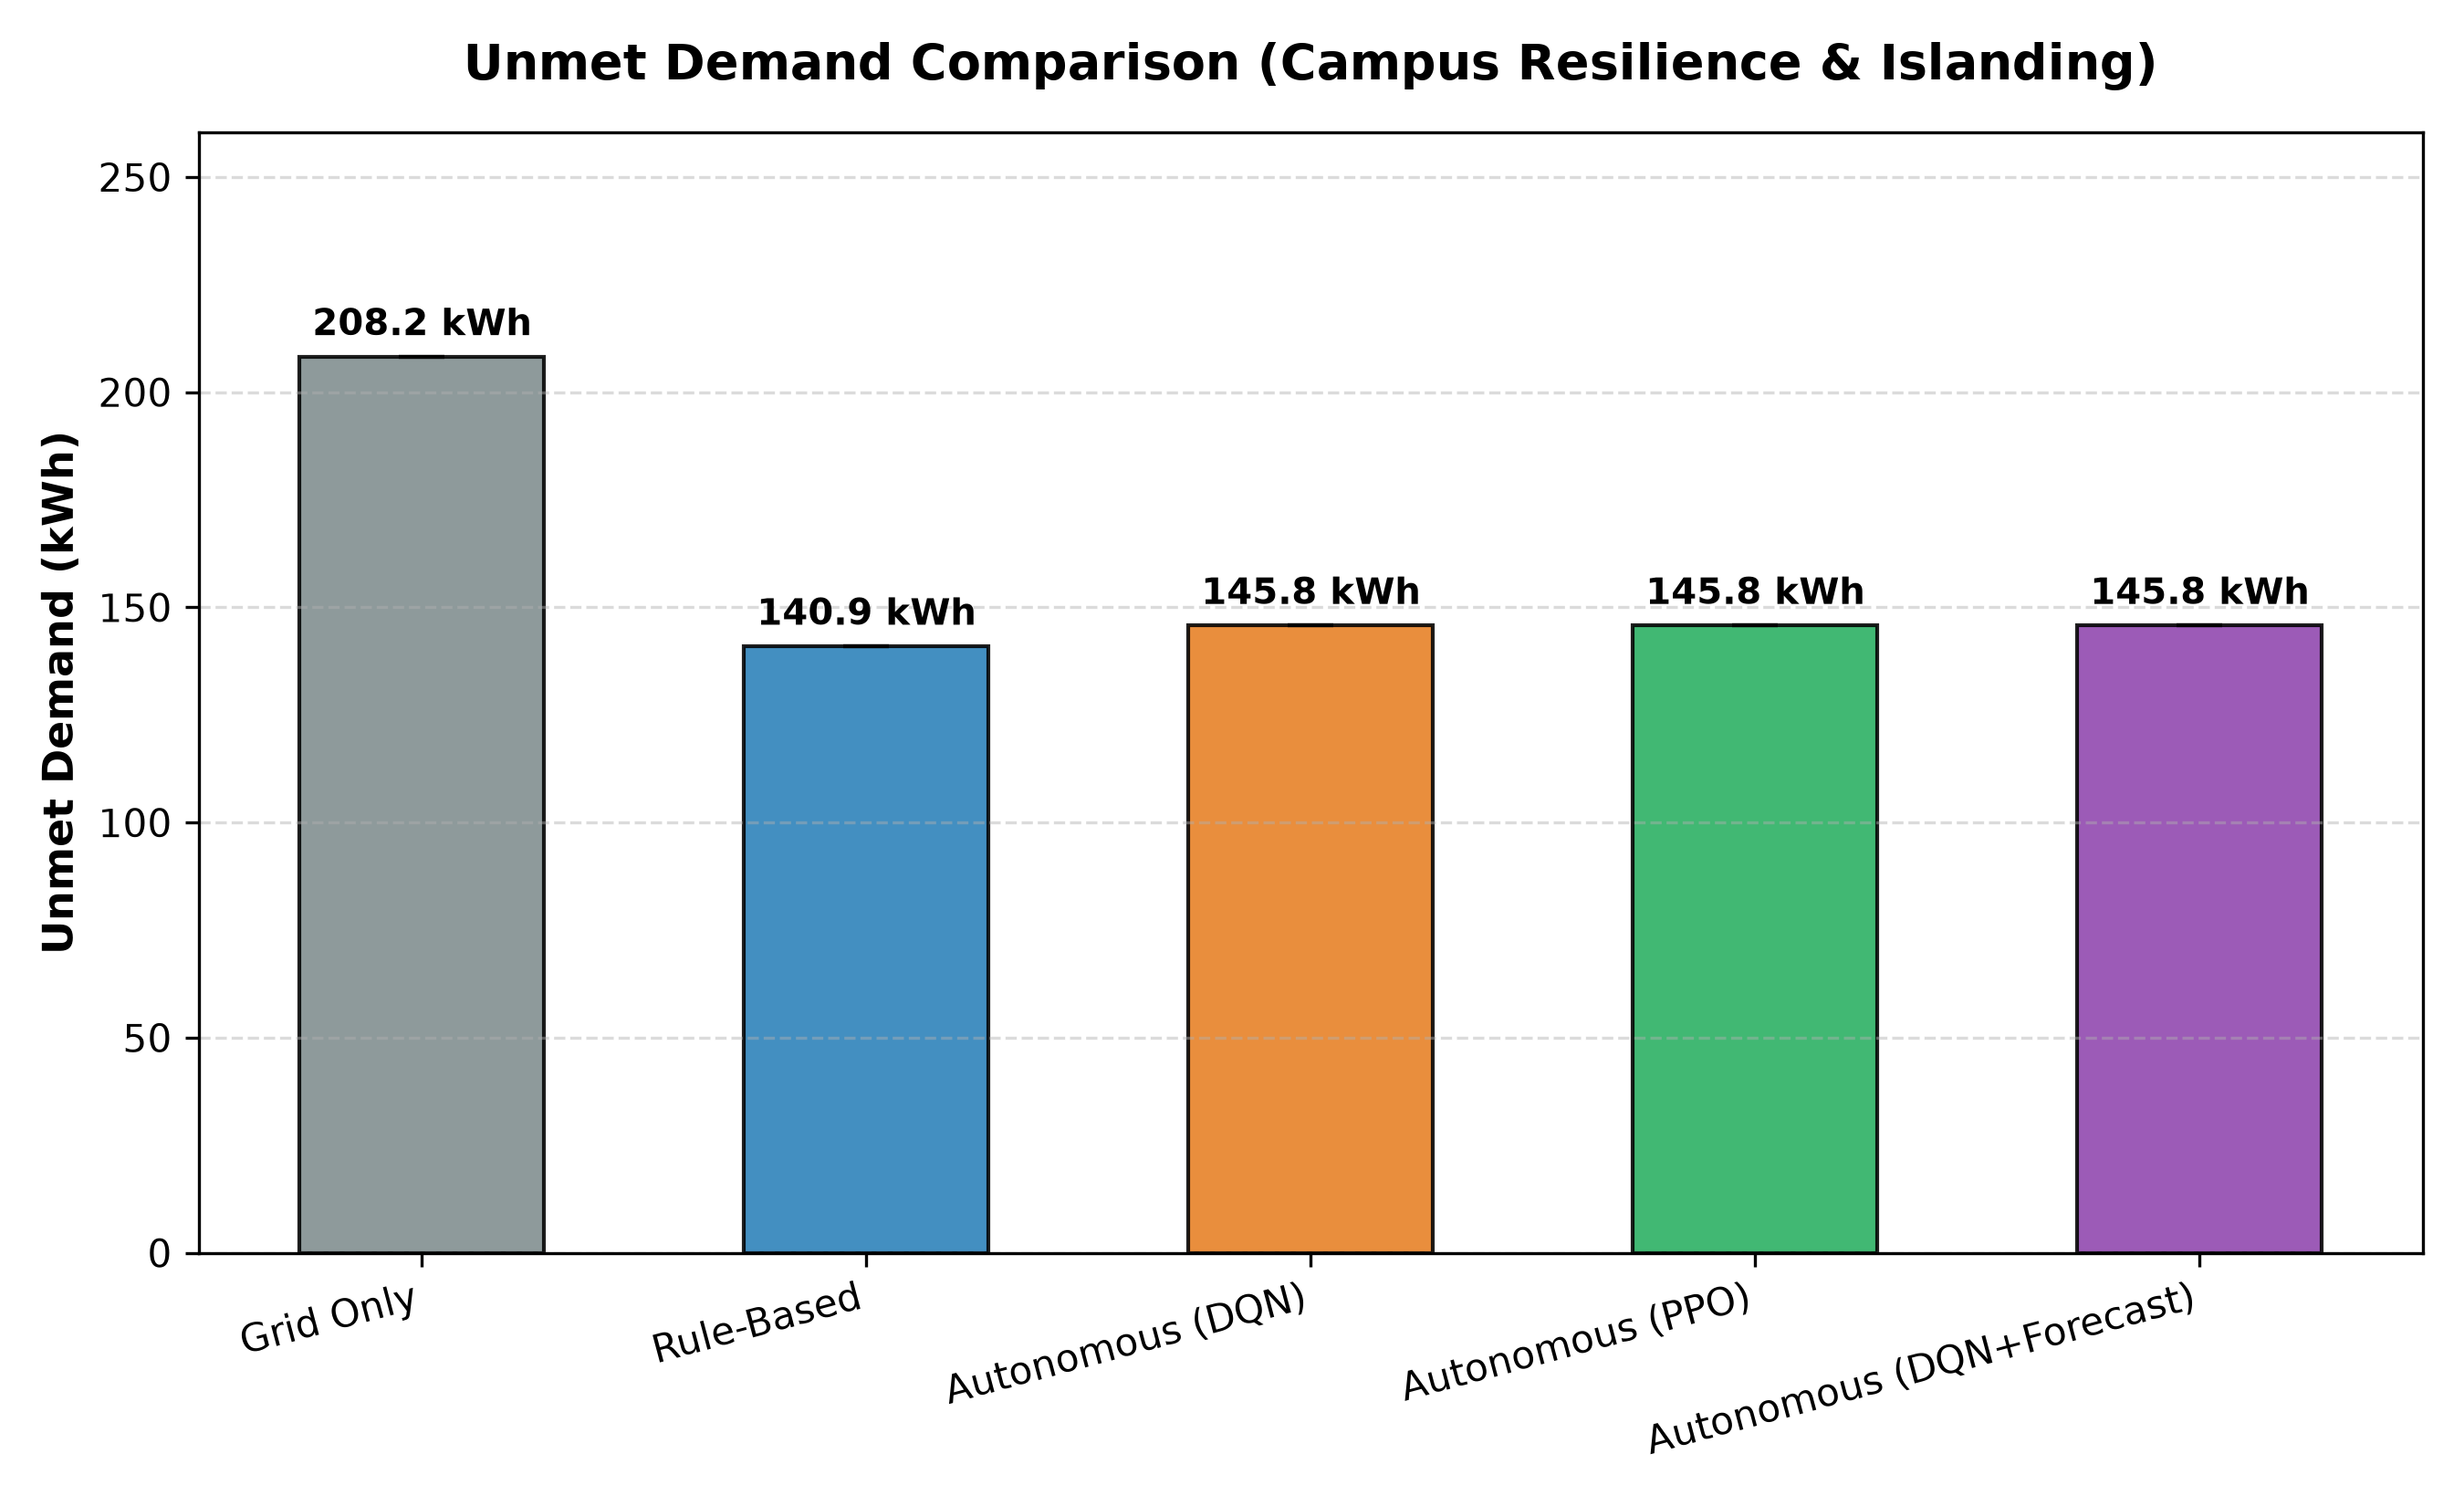 Unmet Demand Comparison (Campus Resilience & Islanding)
Unmet Demand (kWh)
250
200
150
100
50
0
208.2 kWh
140.9 kWh
145.8 kWh
145.8 kWh
145.8 kWh
Grid Only
Rule-Based
Autonomous (DQN)
Autonomous (PPO)
Autonomous (DQN+Forecast)